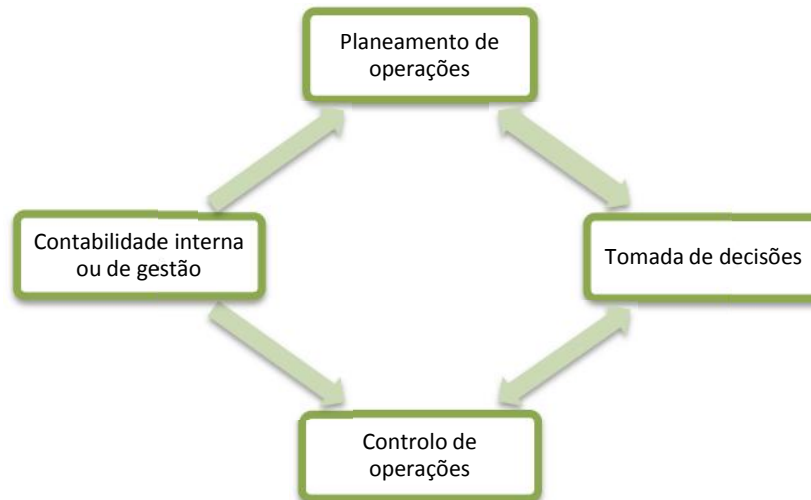 Planeamento de
operações
Contabilidade interna
ou de gestão
Tomada de decisões
Controlo de
operações